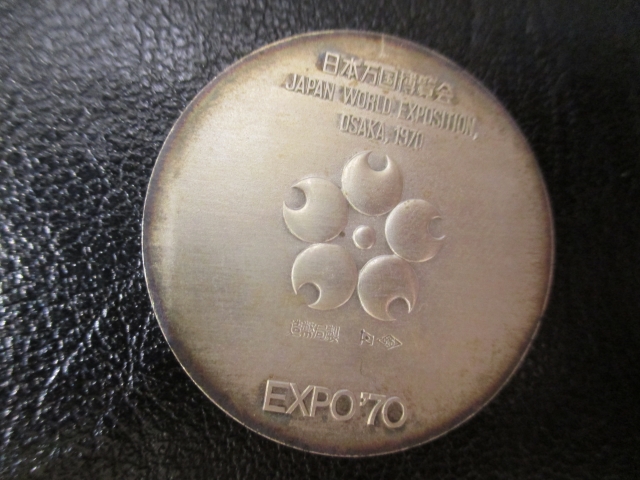 日本万国博覧会
JAPAN WORLD EXPOSITION,
OSAKA, 1970
EXPO'70